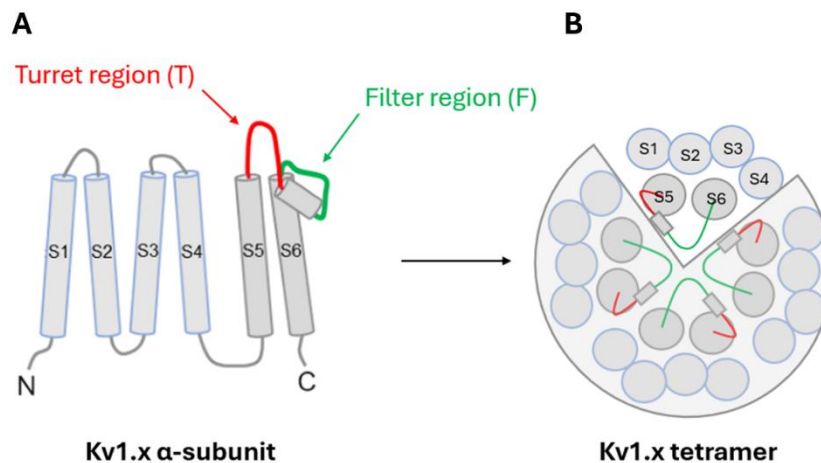 A
B
Turret region (T)
Filter region (F)
S1
S2
S3
S4
S5
S6
N
C
S1
S2
S3
S4
S5
S6
Kv1.x α-subunit
Kv1.x tetramer